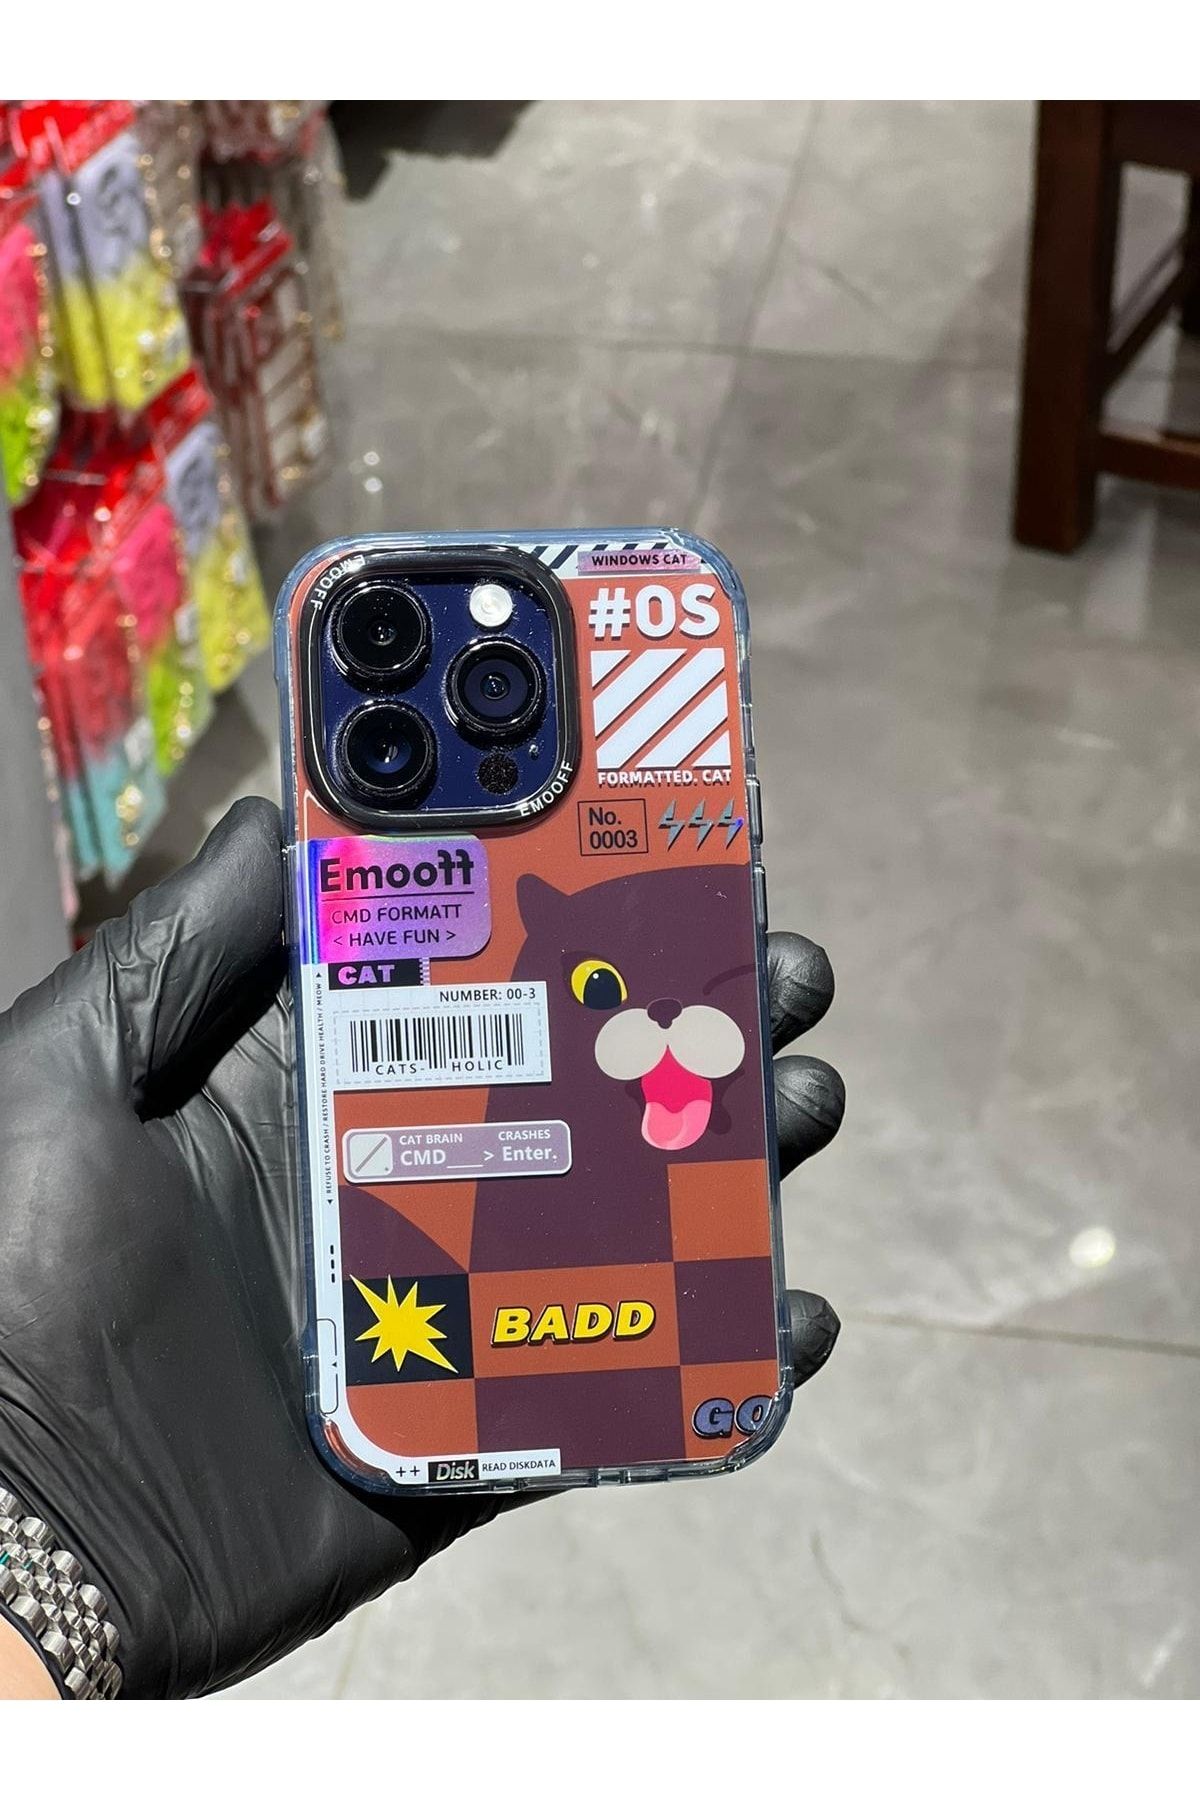 EMOOFF
WINDOWS CAT
#OS
FORMATTED. CAT
EMOOFF
No.
0003
Emooff
CMD FORMATT
< HAVE FUN >
CAT
NUMBER: 00-3
CATS- HOLIC
REFUSE TO CRASH / RESTORE HARD DRIVE HEALTH / MEOW
CAT BRAIN CRASHES
CMD___> Enter.
BADD
GO
++ Disk READ DISKDATA